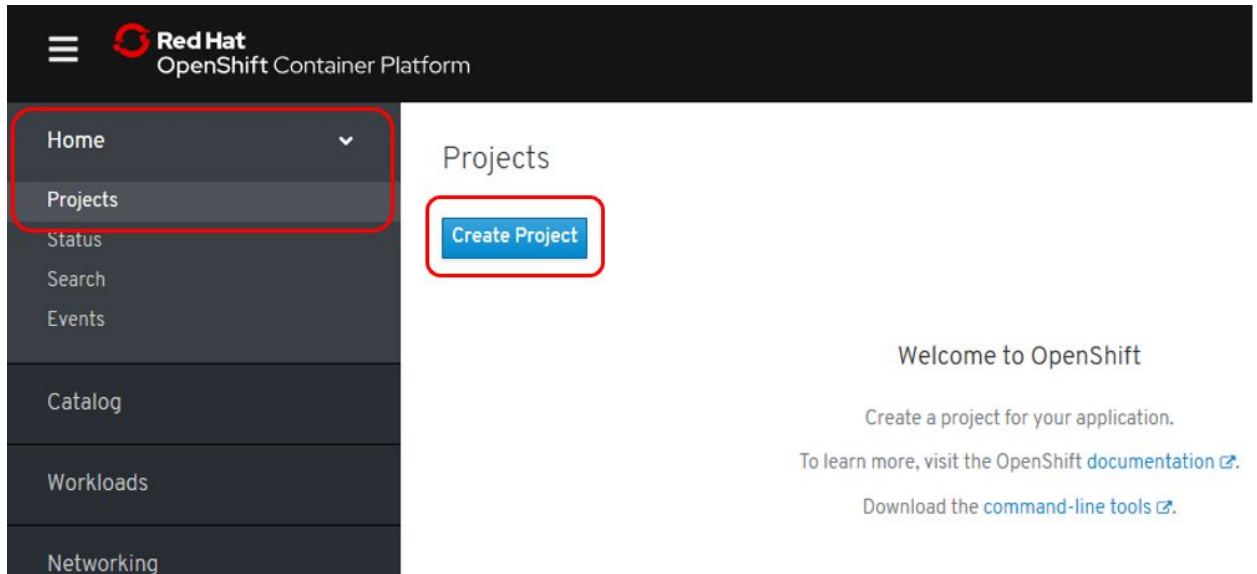 Red Hat
OpenShift Container Platform
Home
Projects
Status
Search
Events
Catalog
Workloads
Networking
Projects
Create Project
Welcome to OpenShift
Create a project for your application.
To learn more, visit the OpenShift documentation.
Download the command-line tools.